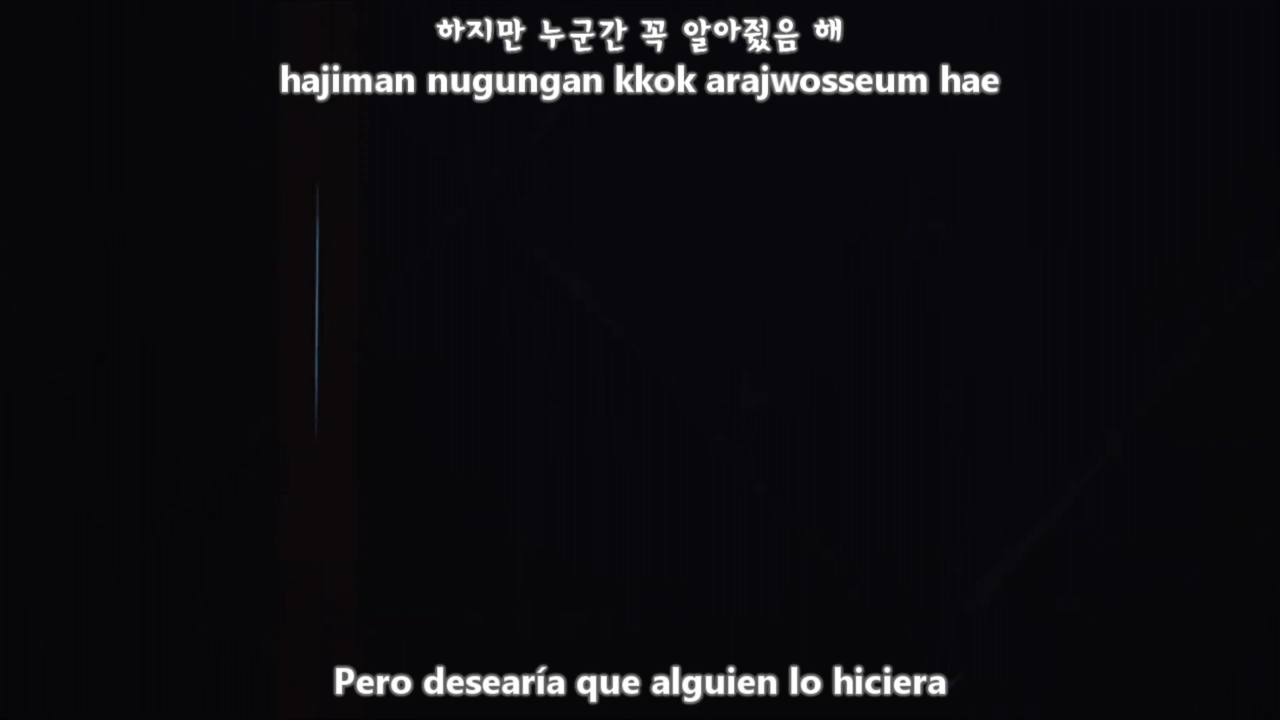 하지만 누군간 꼭 알아줬음 해
hajiman nugungan kkok arajwosseum hae
Pero desearía que alguien lo hiciera